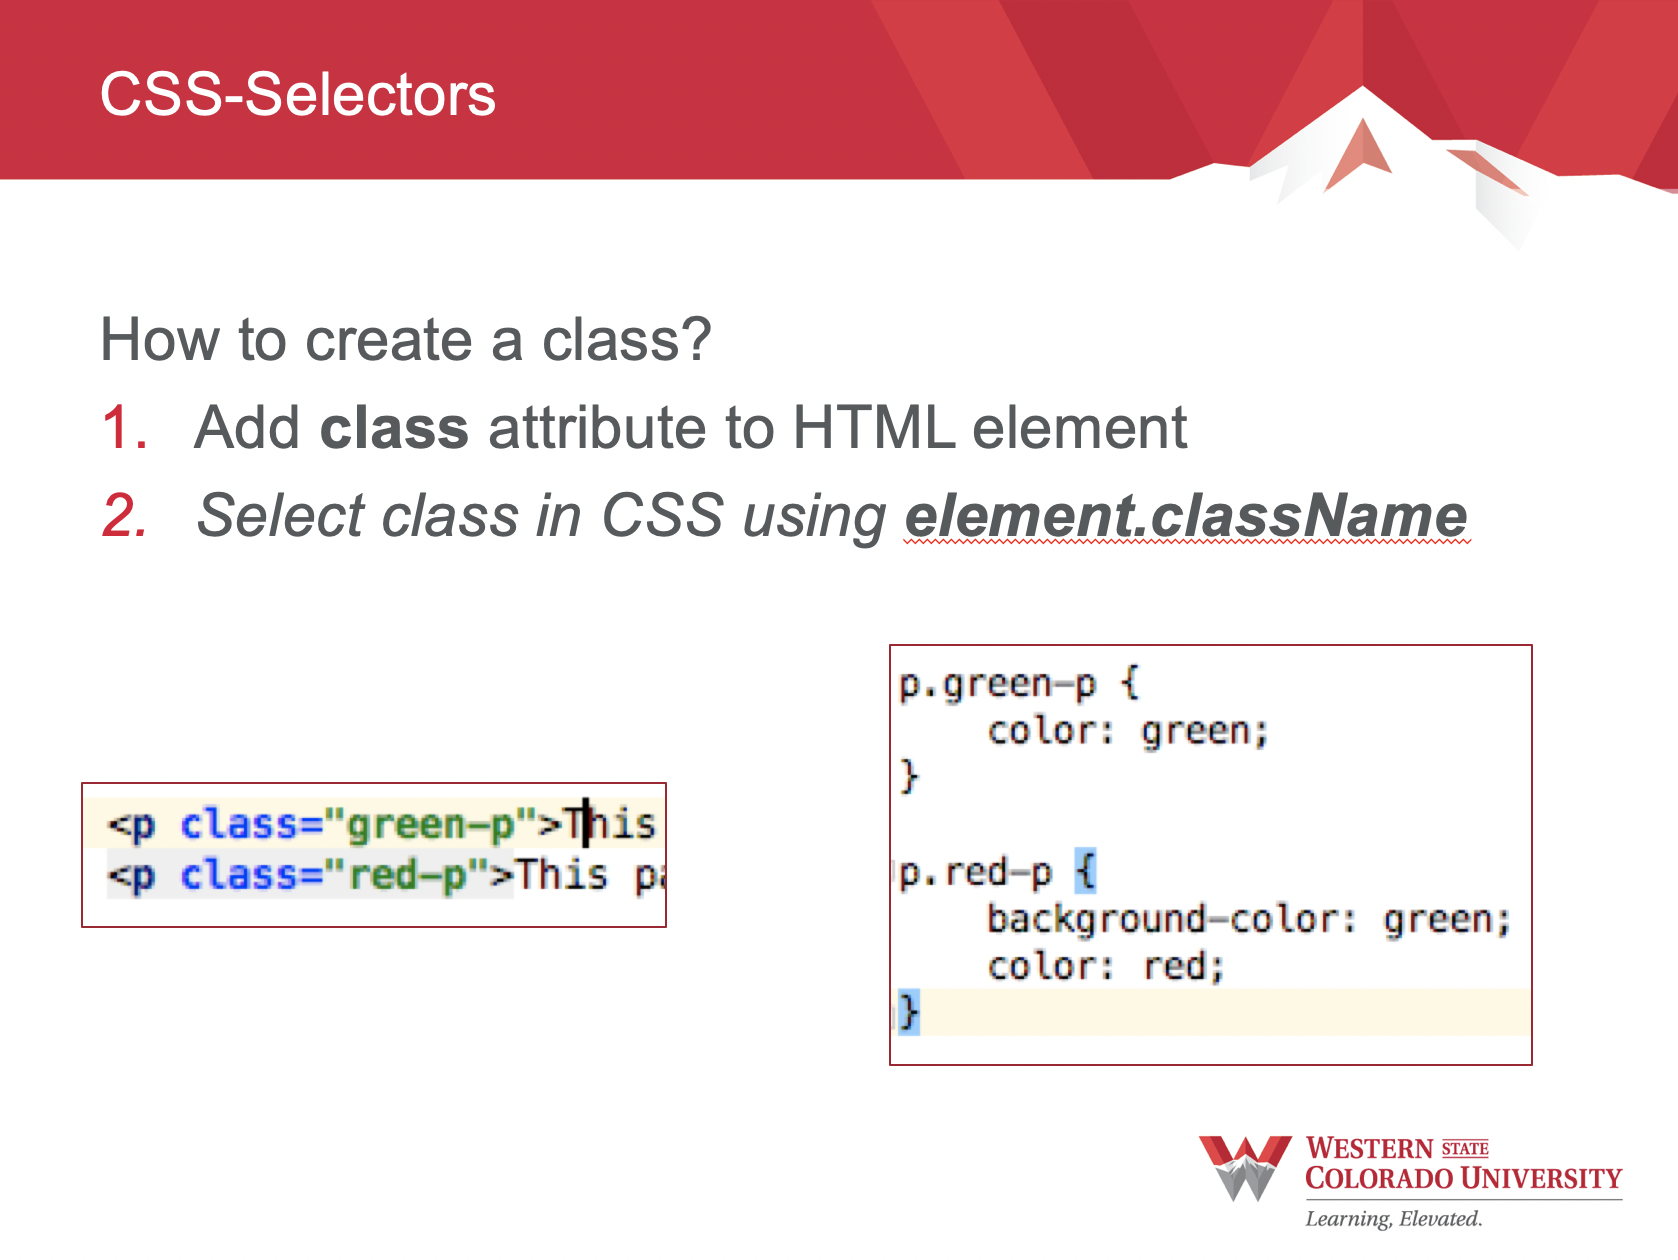 CSS-Selectors
How to create a class?
1. Add class attribute to HTML element
2. Select class in CSS using element.className
<p class="green-p">This
<p class="red-p">This pa
p.green-p {
    color: green;
}
p.red-p {
    background-color: green;
    color: red;
}
WESTERN STATE
COLORADO UNIVERSITY
Learning, Elevated.